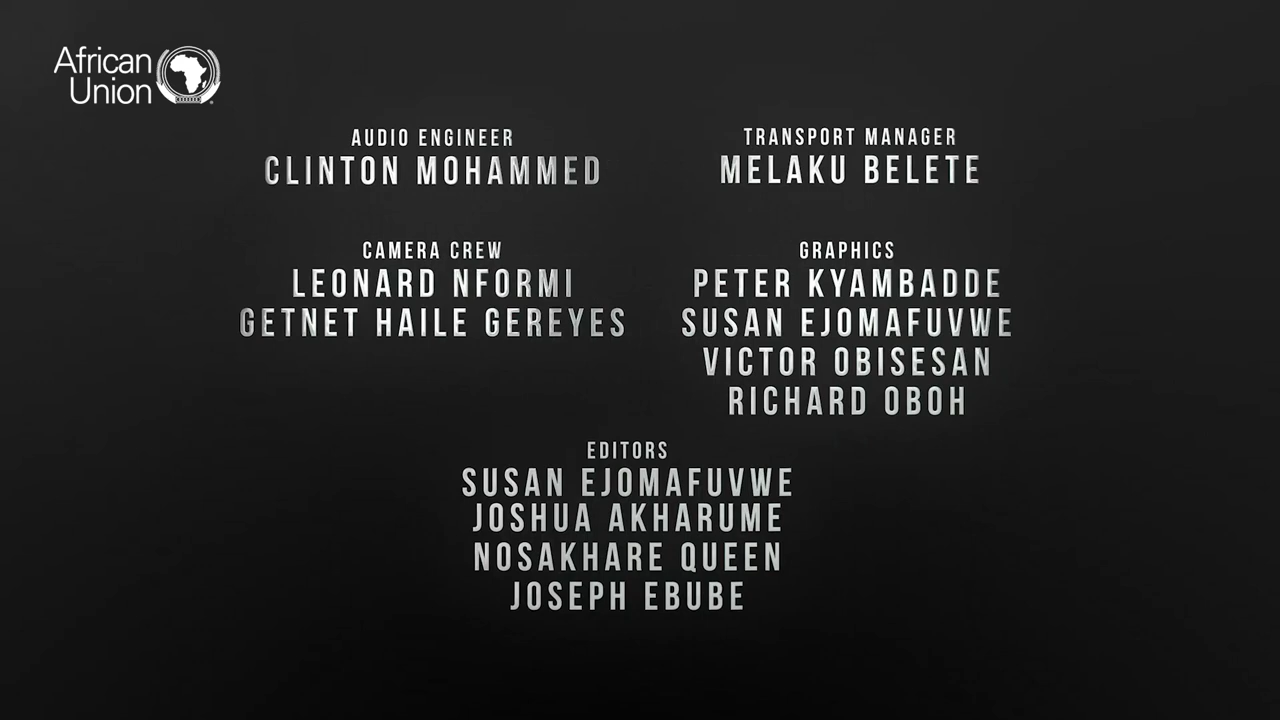 African
Union
AUDIO ENGINEER
CLINTON MOHAMMED
TRANSPORT MANAGER
MELAKU BELETE
CAMERA CREW
LEONARD NFORMI
GETNET HAILE GEREYES
GRAPHICS
PETER KYAMBADDE
SUSAN EJOMAFUVWE
VICTOR OBISESAN
RICHARD OBOH
EDITORS
SUSAN EJOMAFUVWE
JOSHUA AKHARUME
NOSAKHARE QUEEN
JOSEPH EBUBE